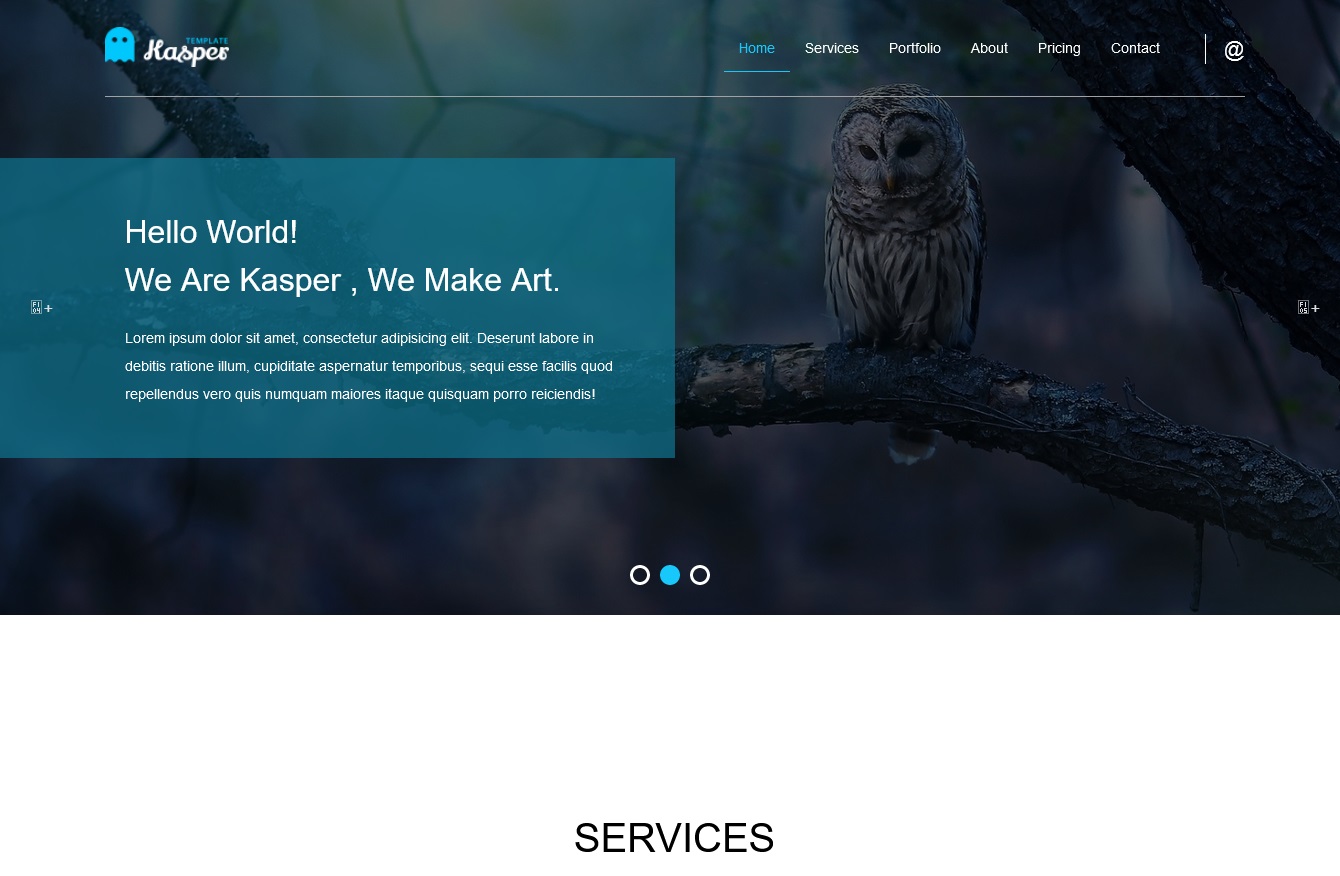 TEMPLATE
Kasper
Home Services Portfolio About Pricing Contact @
Hello World!
We Are Kasper , We Make Art.
Lorem ipsum dolor sit amet, consectetur adipisicing elit. Deserunt labore in
debitis ratione illum, cupiditate aspernatur temporibus, sequi esse facilis quod
repellendus vero quis numquam maiores itaque quisquam porro reiciendis!
+
+
SERVICES